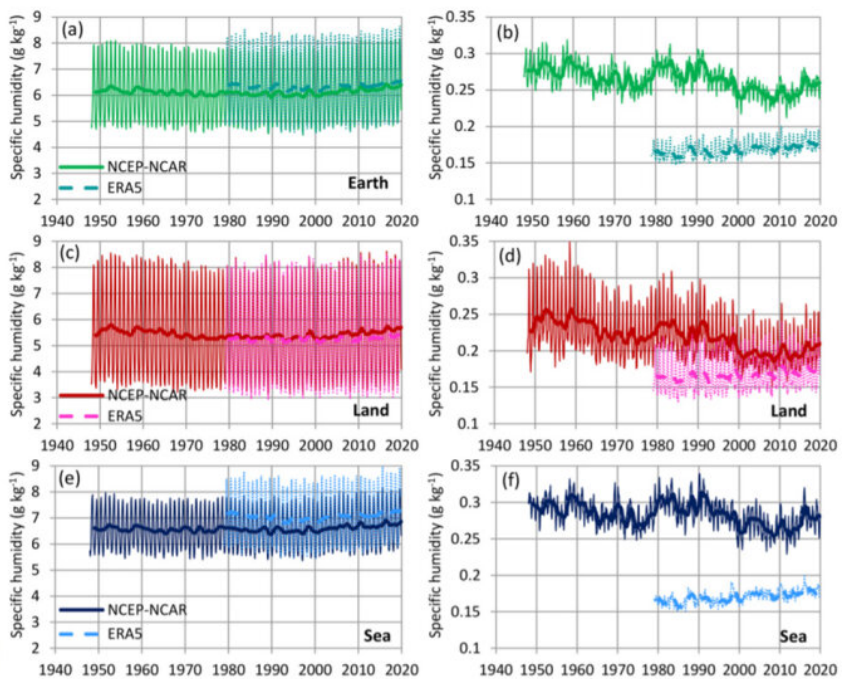 (a)
Specific humidity (g kg⁻¹)
9
8
7
6
5
4
3
2
NCEP-NCAR
ERA5
Earth
1940 1950 1960 1970 1980 1990 2000 2010 2020
(b)
Specific humidity (g kg⁻¹)
0.35
0.3
0.25
0.2
0.15
0.1
1940 1950 1960 1970 1980 1990 2000 2010 2020
(c)
Specific humidity (g kg⁻¹)
9
8
7
6
5
4
3
2
NCEP-NCAR
ERA5
Land
1940 1950 1960 1970 1980 1990 2000 2010 2020
(d)
Specific humidity (g kg⁻¹)
0.35
0.3
0.25
0.2
0.15
0.1
Land
1940 1950 1960 1970 1980 1990 2000 2010 2020
(e)
Specific humidity (g kg⁻¹)
9
8
7
6
5
4
3
2
NCEP-NCAR
ERA5
Sea
1940 1950 1960 1970 1980 1990 2000 2010 2020
(f)
Specific humidity (g kg⁻¹)
0.35
0.3
0.25
0.2
0.15
0.1
Sea
1940 1950 1960 1970 1980 1990 2000 2010 2020